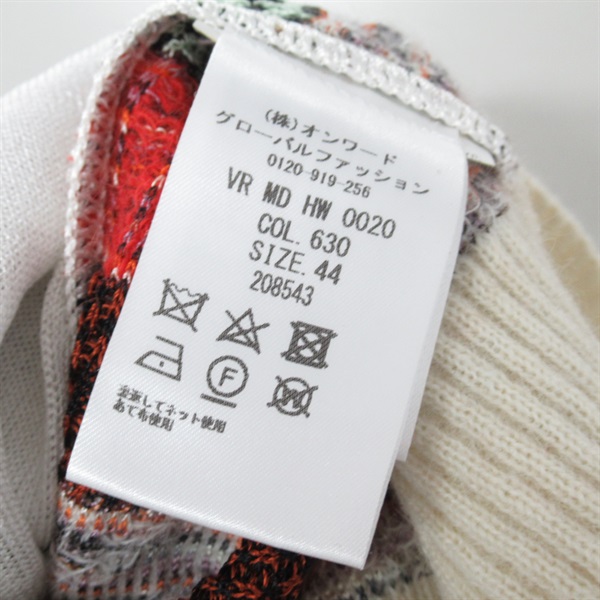 (株)オンワード
グローバルファッション
0120-919-256
VR MD HW 0020
COL. 630
SIZE. 44
208543
F
W
裏返してネット使用
あて布使用